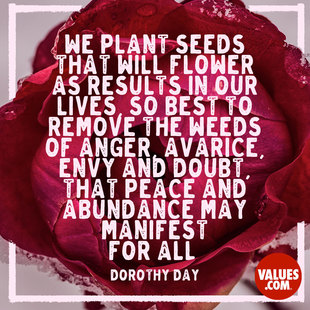 WE PLANT SEEDS
THAT WILL FLOWER
AS RESULTS IN OUR
LIVES, SO BEST TO
REMOVE THE WEEDS
OF ANGER, AVARICE,
ENVY AND DOUBT,
THAT PEACE AND
ABUNDANCE MAY
MANIFEST
FOR ALL
DOROTHY DAY
VALUES
.COM